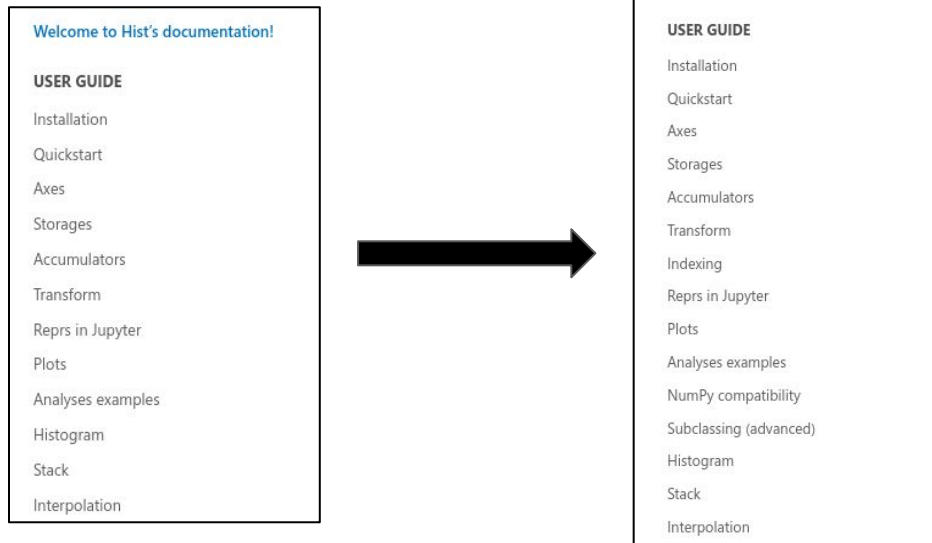 Welcome to Hist's documentation!
USER GUIDE
Installation
Quickstart
Axes
Storages
Accumulators
Transform
Reprs in Jupyter
Plots
Analyses examples
Histogram
Stack
Interpolation
USER GUIDE
Installation
Quickstart
Axes
Storages
Accumulators
Transform
Indexing
Reprs in Jupyter
Plots
Analyses examples
NumPy compatibility
Subclassing (advanced)
Histogram
Stack
Interpolation